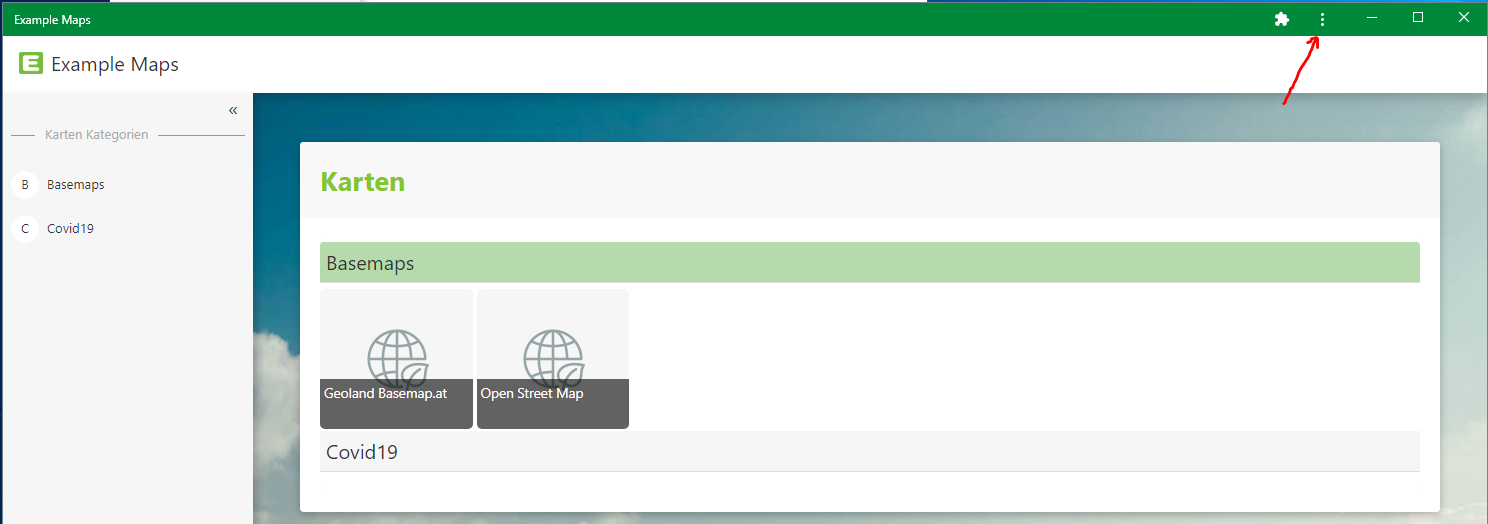 Example Maps
E Example Maps
«
Karten Kategorien
B Basemaps
C Covid19
Karten
Basemaps
Geoland Basemap.at
Open Street Map
Covid19